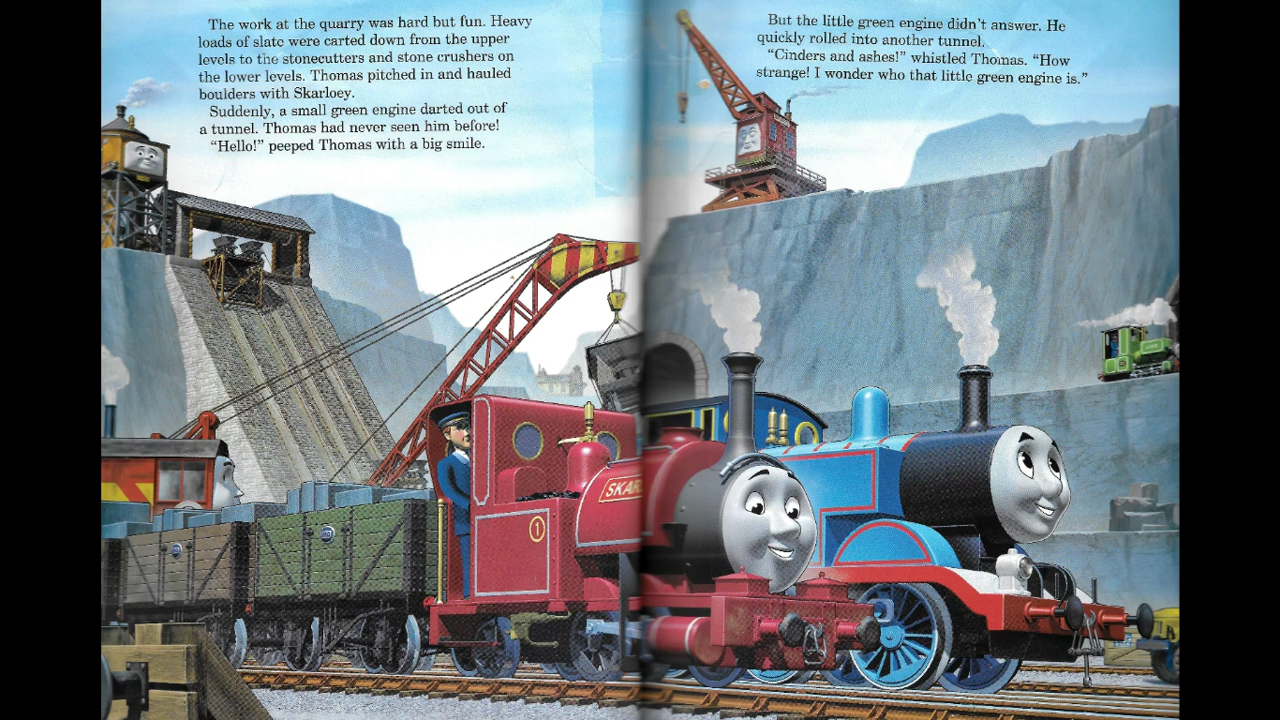 The work at the quarry was hard but fun. Heavy
loads of slate were carted down from the upper
levels to the stonecutters and stone crushers on
the lower levels. Thomas pitched in and hauled
boulders with Skarloey.
Suddenly, a small green engine darted out of
a tunnel. Thomas had never seen him before!
"Hello!" peeped Thomas with a big smile.
But the little green engine didn't answer. He
quickly rolled into another tunnel.
"Cinders and ashes!" whistled Thomas. "How
strange! I wonder who that little green engine is."
SKAR
1